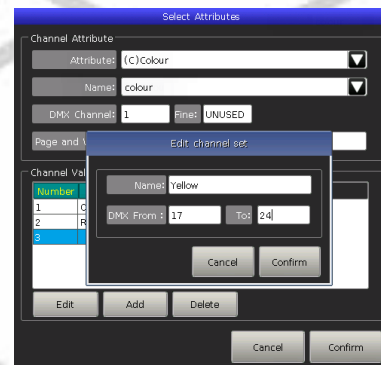 Select Attributes
Channel Attribute
Attribute: (C)Colour
Name: colour
DMX Channel: 1 Fine: UNUSED
Page and
Edit channel set
Channel Val
Number
Name: Yellow
1
DMX From : 17 To: 24
2 R
3
Cancel Confirm
Edit Add Delete
Cancel Confirm